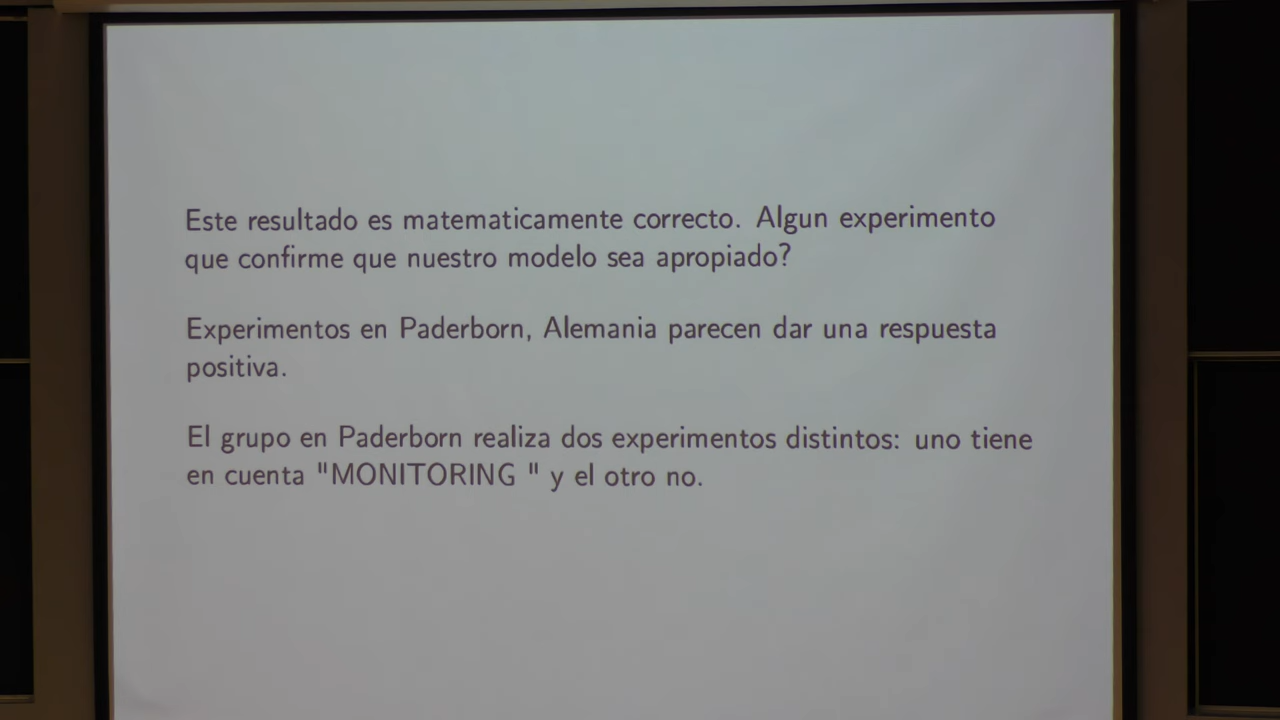 Este resultado es matematicamente correcto. Algun experimento
que confirme que nuestro modelo sea apropiado?
Experimentos en Paderborn, Alemania parecen dar una respuesta
positiva.
El grupo en Paderborn realiza dos experimentos distintos: uno tiene
en cuenta "MONITORING " y el otro no.